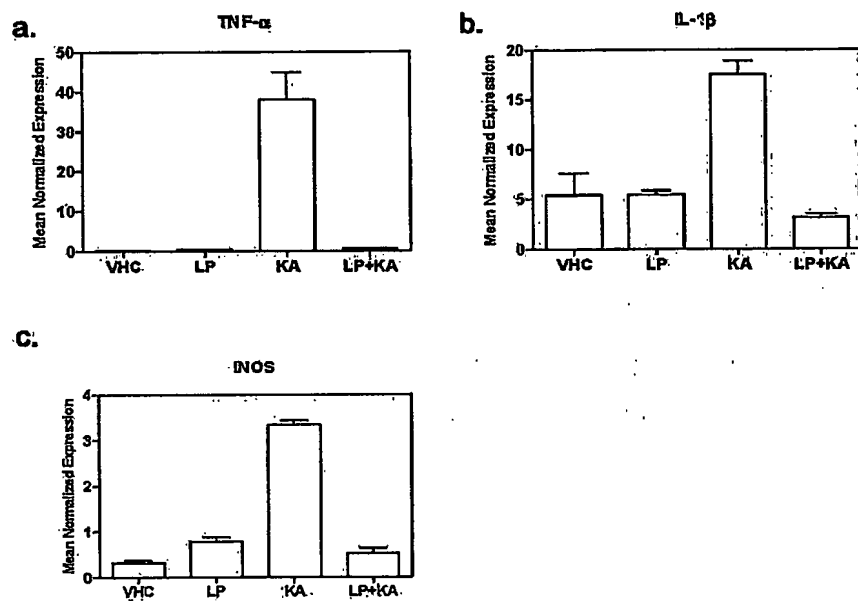 a.
TNF-α
Mean Normalized Expression
50
40
30
20
10
0
VHC LP KA LP+KA
b.
IL-1β
Mean Normalized Expression
20
15
10
5
0
VHC LP KA LP+KA
c.
iNOS
Mean Normalized Expression
4
3
2
1
0
VHC LP KA LP+KA